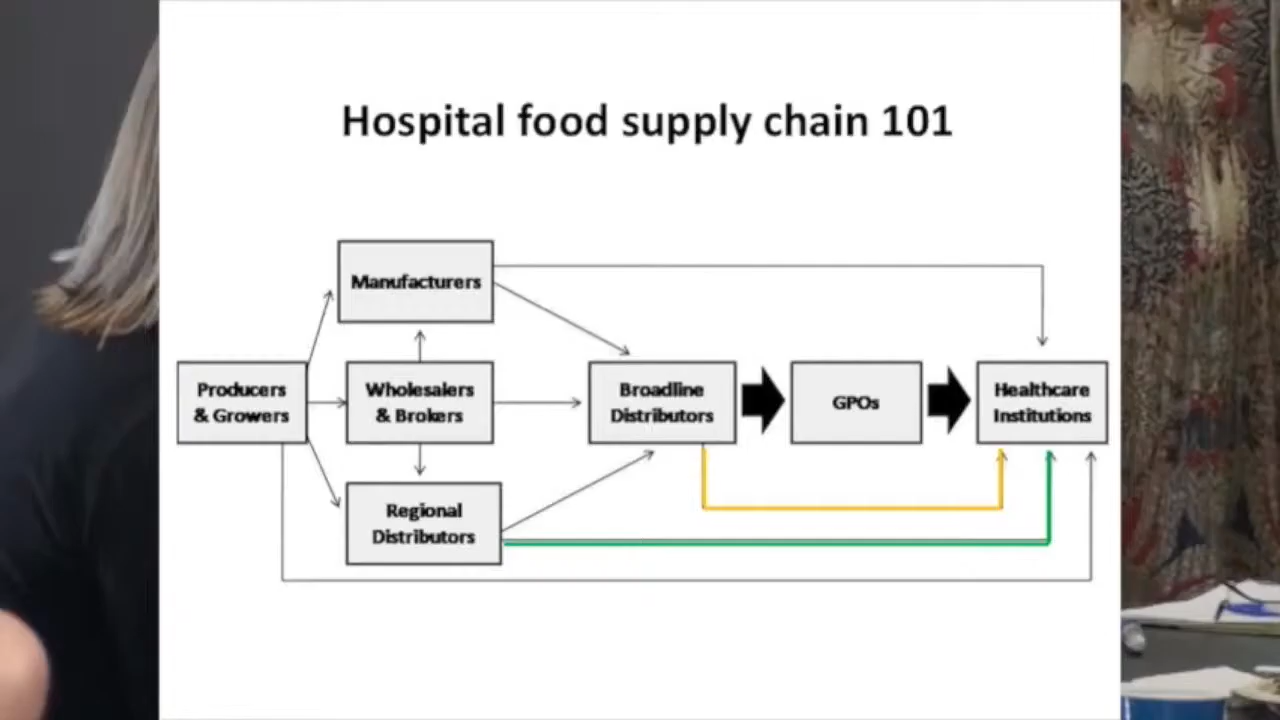 Hospital food supply chain 101
Manufacturers
Producers
& Growers
Wholesalers
& Brokers
Broadline
Distributors
GPOs
Healthcare
Institutions
Regional
Distributors